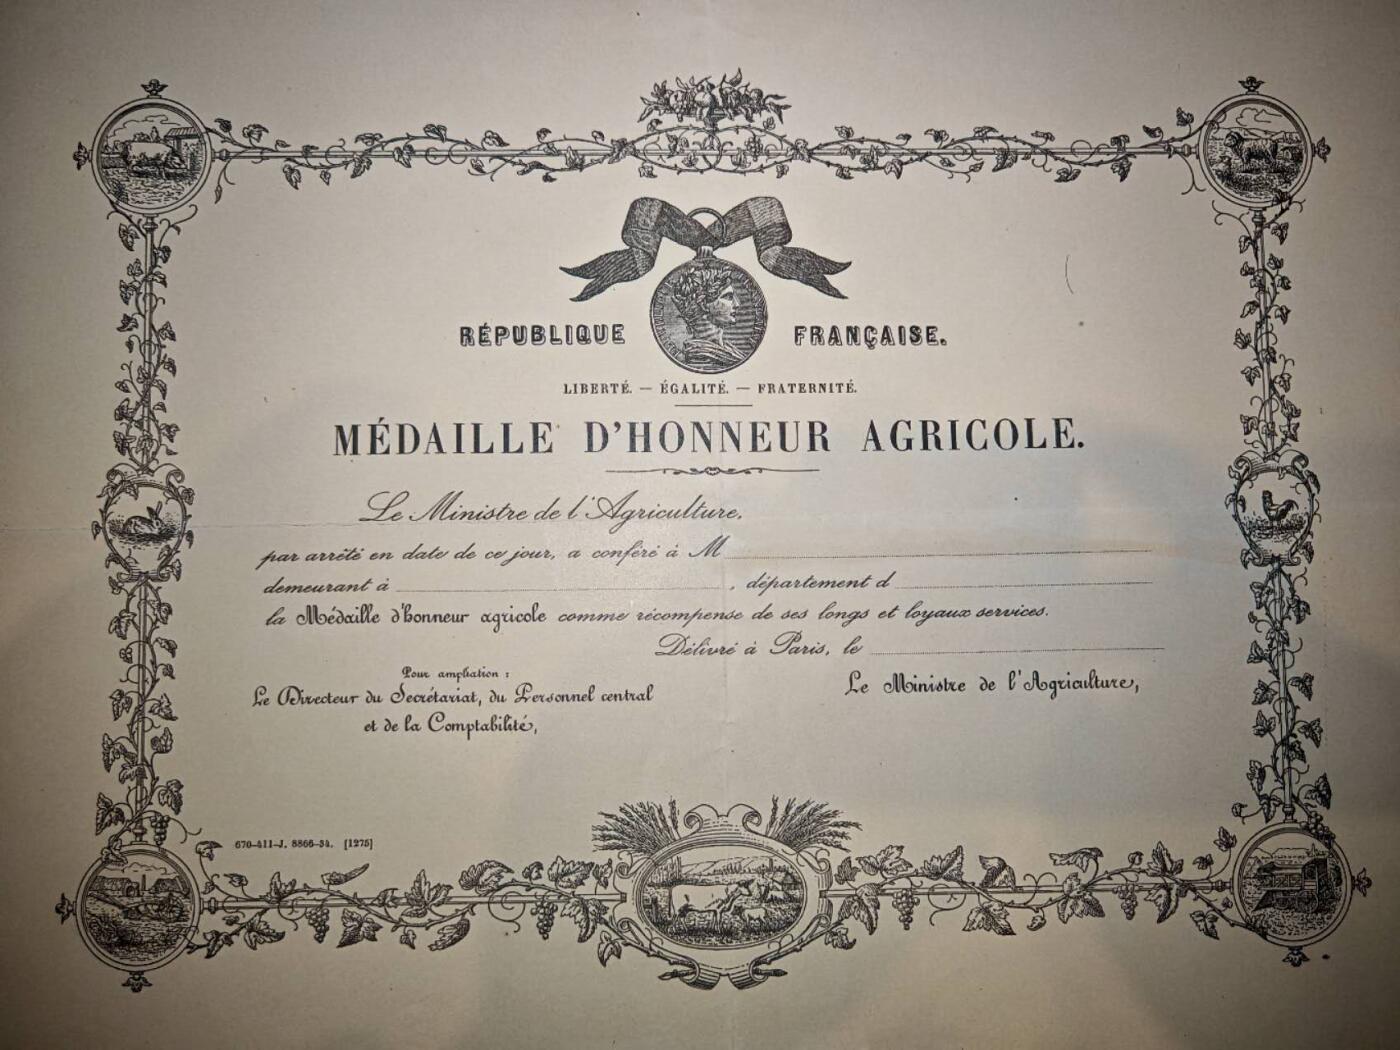 RÉPUBLIQUE FRANÇAISE.
LIBERTÉ. — ÉGALITÉ. — FRATERNITÉ.
MÉDAILLE D'HONNEUR AGRICOLE.
Le Ministre de l'Agriculture,
par arrêté en date de ce jour, a conféré à M
demeurant à , département d
la Médaille d'honneur agricole comme récompense de ses longs et loyaux services.
Délivré à Paris, le
Pour ampliation :
Le Directeur du Secrétariat, du Personnel central
et de la Comptabilité,
Le Ministre de l'Agriculture,
670-411-J. 8866-34. [1275]